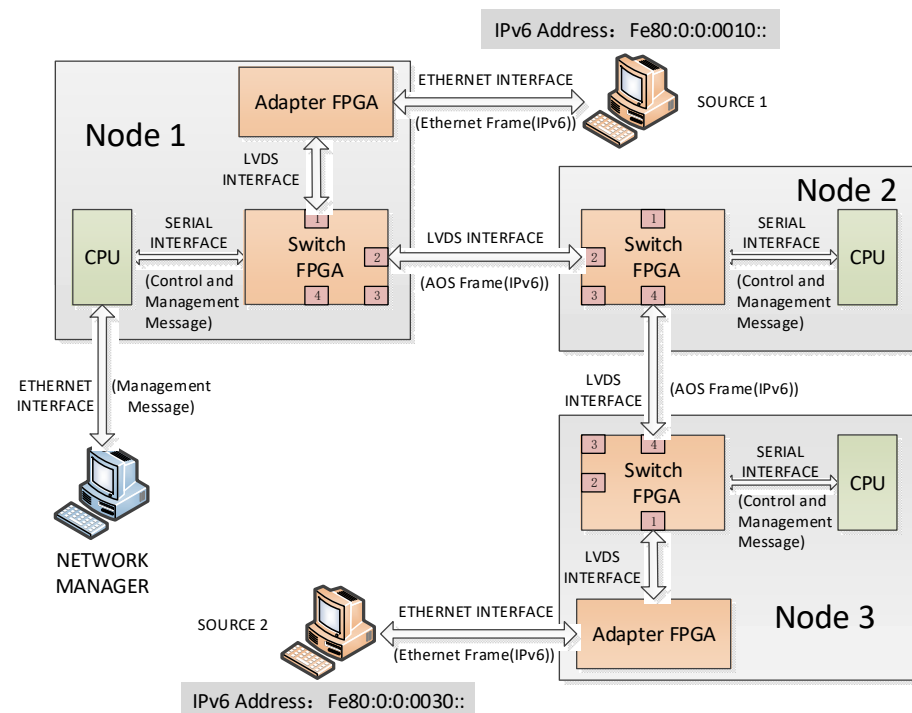 IPv6 Address： Fe80:0:0:0010::
ETHERNET INTERFACE
(Ethernet Frame(IPv6))
SOURCE 1
Node 1
Adapter FPGA
LVDS
INTERFACE
CPU
SERIAL
INTERFACE
(Control and
Management
Message)
1
Switch
FPGA
2
4
3
LVDS INTERFACE
(AOS Frame(IPv6))
Node 2
1
Switch
FPGA
2
3
4
SERIAL
INTERFACE
(Control and
Management
Message)
CPU
ETHERNET
INTERFACE
(Management
Message)
LVDS
INTERFACE
(AOS Frame(IPv6))
NETWORK
MANAGER
3
4
Switch
FPGA
2
1
SERIAL
INTERFACE
(Control and
Management
Message)
CPU
LVDS
INTERFACE
Adapter FPGA
Node 3
SOURCE 2
ETHERNET INTERFACE
(Ethernet Frame(IPv6))
IPv6 Address： Fe80:0:0:0030::